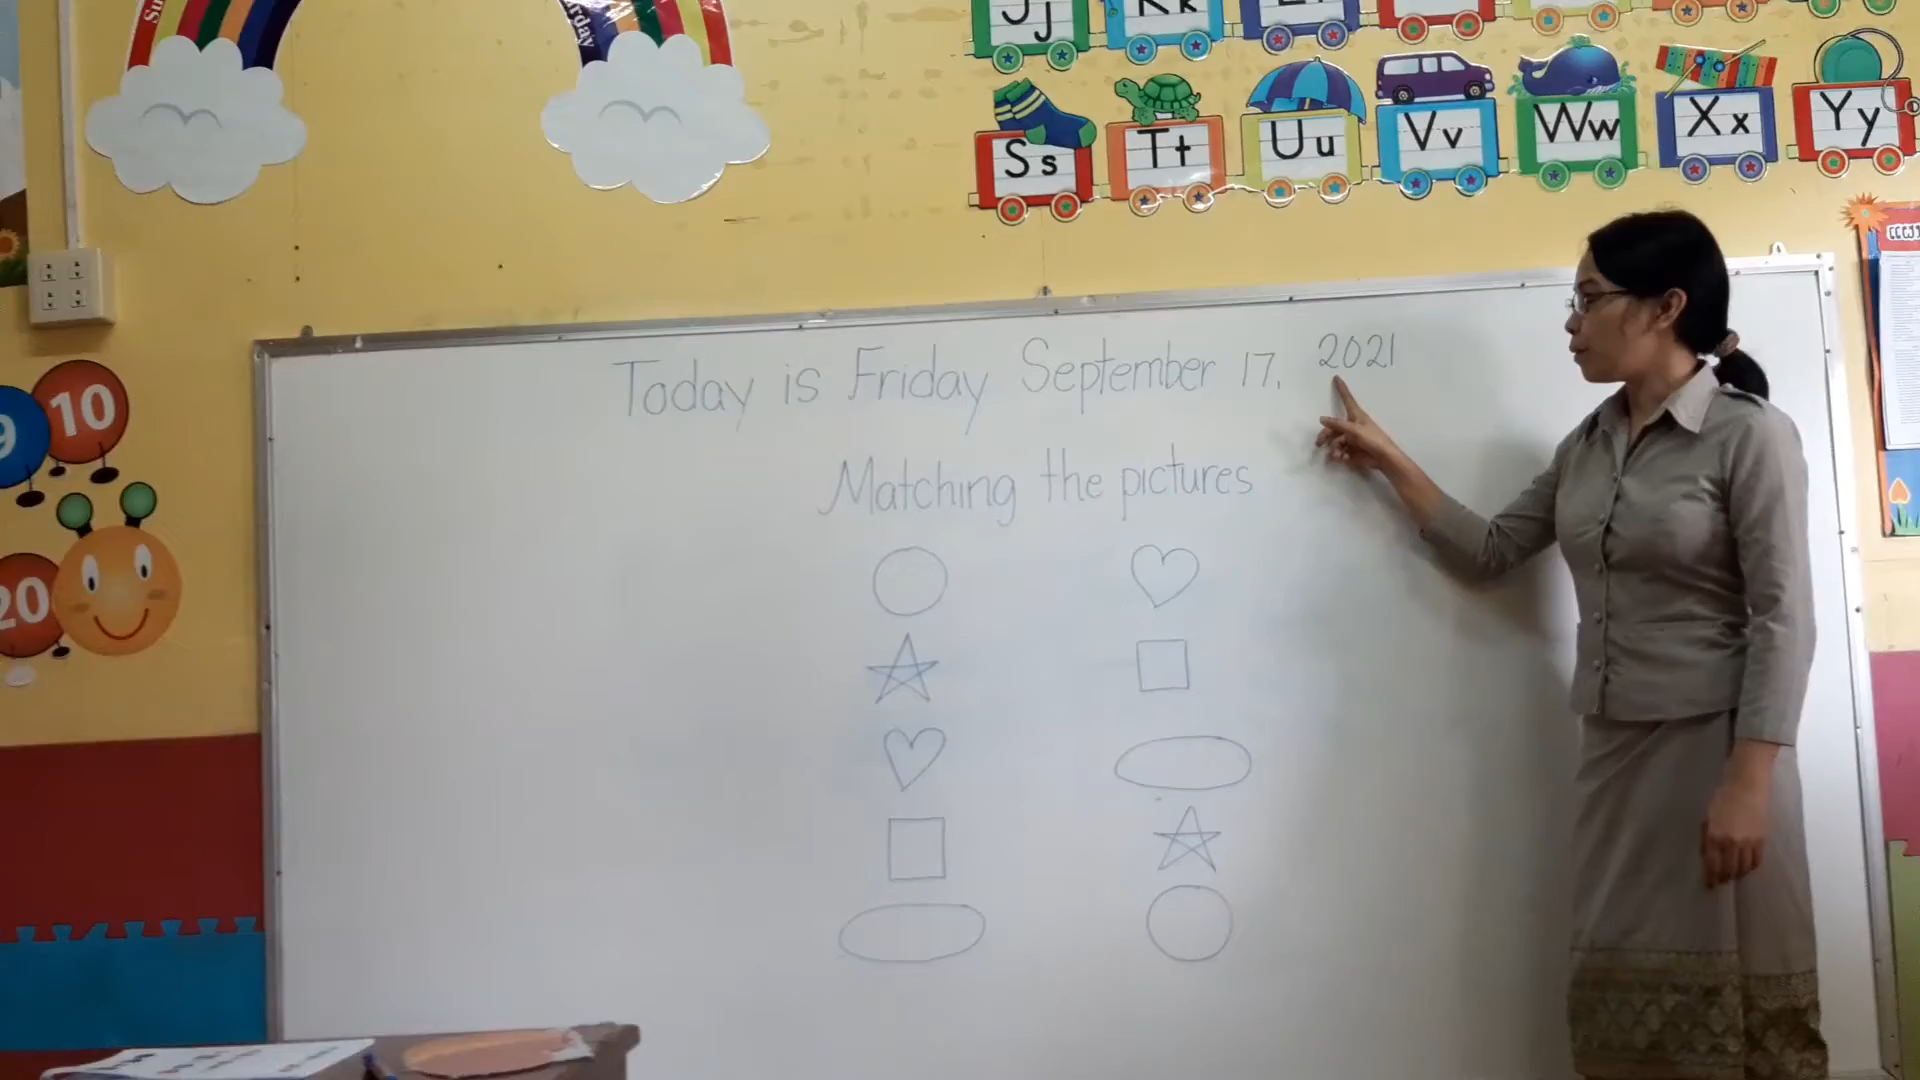 Jj Kk
Ss Tt Uu Vv Ww Xx Yy
Today is Friday September 17, 2021
Matching the pictures
9 10
20